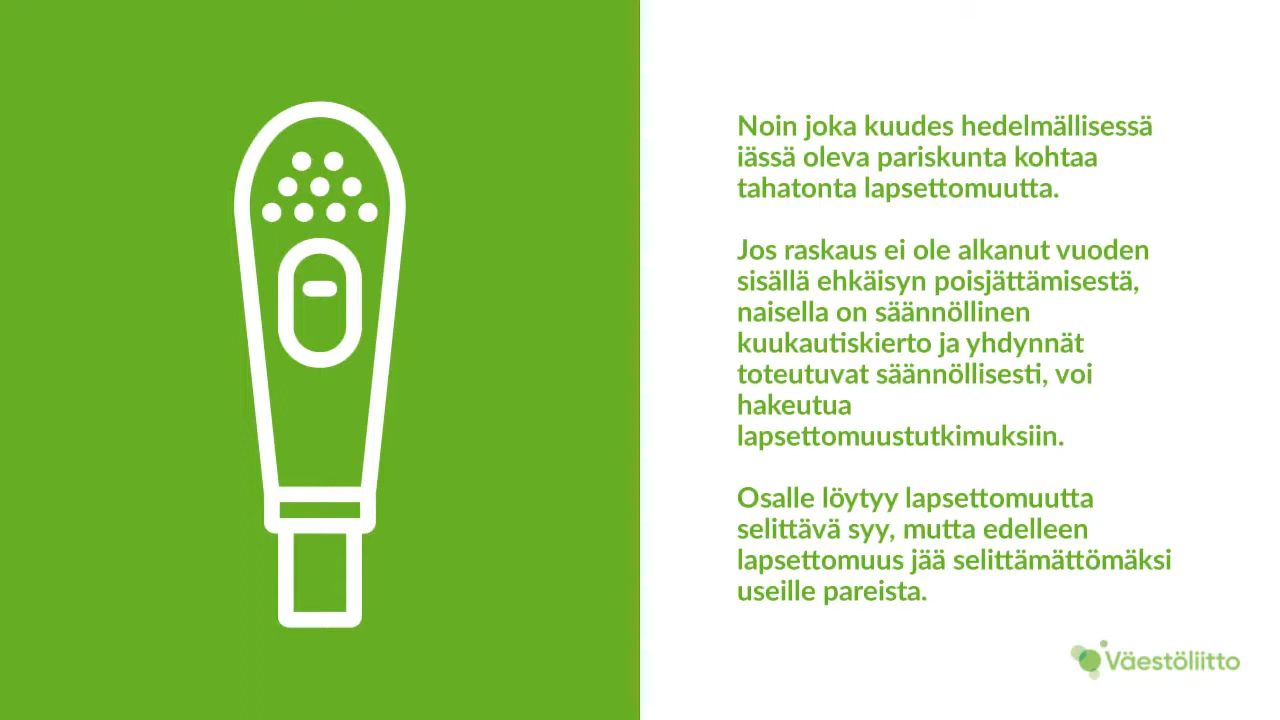 Noin joka kuudes hedelmällisessä
iässä oleva pariskunta kohtaa
tahatonta lapsettomuutta.
Jos raskaus ei ole alkanut vuoden
sisällä ehkäisyn poisjättämisestä,
naisella on säännöllinen
kuukautiskierto ja yhdynnät
toteutuvat säännöllisesti, voi
hakeutua
lapsettomuustutkimuksiin.
Osalle löytyy lapsettomuutta
selittävä syy, mutta edelleen
lapsettomuus jää selittämättömäksi
useille pareista.
Väestöliitto